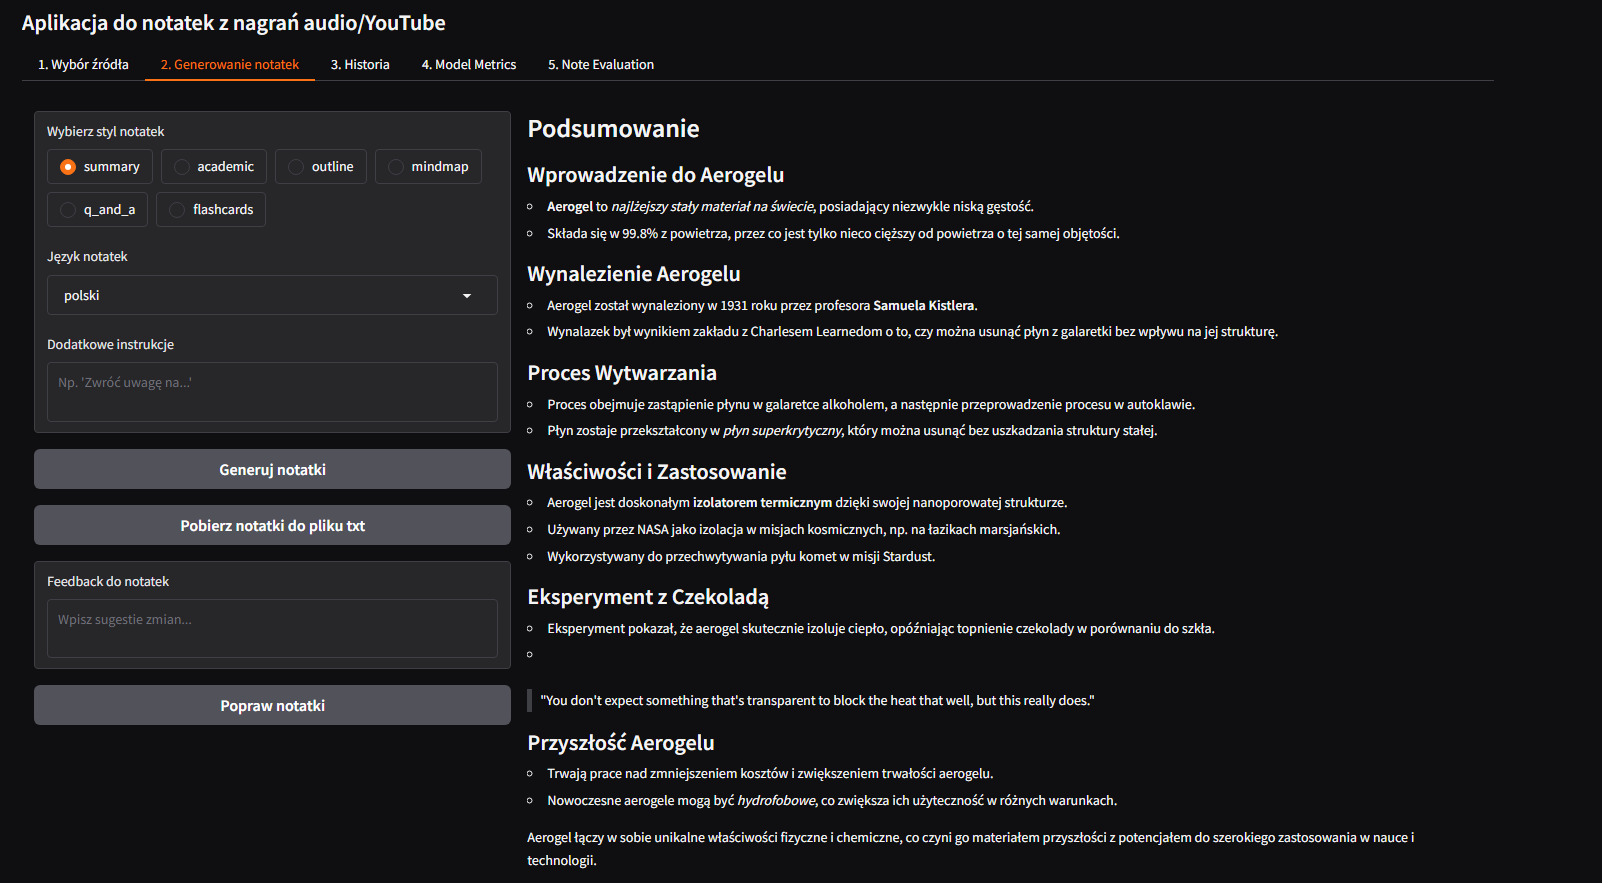 Aplikacja do notatek z nagrań audio/YouTube
1. Wybór źródła
2. Generowanie notatek
3. Historia
4. Model Metrics
5. Note Evaluation
Wybierz styl notatek
summary
academic
outline
mindmap
q_and_a
flashcards
Język notatek
polski
Dodatkowe instrukcje
Np. 'Zwróć uwagę na...'
Generuj notatki
Pobierz notatki do pliku txt
Feedback do notatek
Wpisz sugestie zmian...
Popraw notatki
Podsumowanie
Wprowadzenie do Aerogelu
Aerogel to najlżejszy stały materiał na świecie, posiadający niezwykle niską gęstość.
Składa się w 99.8% z powietrza, przez co jest tylko nieco cięższy od powietrza o tej samej objętości.
Wynalezienie Aerogelu
Aerogel został wynaleziony w 1931 roku przez profesora Samuela Kistlera.
Wynalazek był wynikiem zakładu z Charlesem Learnedom o to, czy można usunąć płyn z galaretki bez wpływu na jej strukturę.
Proces Wytwarzania
Proces obejmuje zastąpienie płynu w galaretce alkoholem, a następnie przeprowadzenie procesu w autoklawie.
Płyn zostaje przekształcony w płyn superkrytyczny, który można usunąć bez uszkadzania struktury stałej.
Właściwości i Zastosowanie
Aerogel jest doskonałym izolatorem termicznym dzięki swojej nanoporowatej strukturze.
Używany przez NASA jako izolacja w misjach kosmicznych, np. na łazikach marsjańskich.
Wykorzystywany do przechwytywania pyłu komet w misji Stardust.
Eksperyment z Czekoladą
Eksperyment pokazał, że aerogel skutecznie izoluje ciepło, opóźniając topnienie czekolady w porównaniu do szkła.
"You don't expect something that's transparent to block the heat that well, but this really does."
Przyszłość Aerogelu
Trwają prace nad zmniejszeniem kosztów i zwiększeniem trwałości aerogelu.
Nowoczesne aerogele mogą być hydrofobowe, co zwiększa ich użyteczność w różnych warunkach.
Aerogel łączy w sobie unikalne właściwości fizyczne i chemiczne, co czyni go materiałem przyszłości z potencjałem do szerokiego zastosowania w nauce i
technologii.